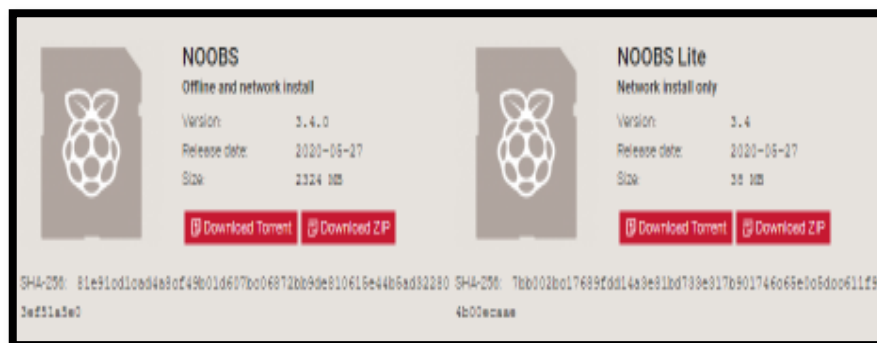 NOOBS
Offline and network install
Version: 3.4.0
Release date: 2020-05-27
Size: 2324 MB
Download Torrent Download ZIP
SHA-256:
NOOBS Lite
Network install only
Version: 3.4
Release date: 2020-05-27
Size: 38 MB
Download Torrent Download ZIP
SHA-256: